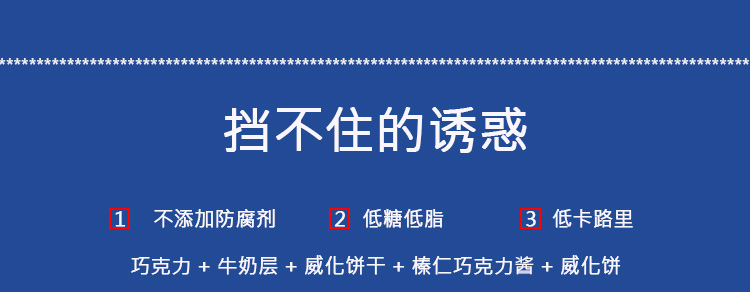 ************************************************************************************************
挡不住的诱惑
1 不添加防腐剂 2 低糖低脂 3 低卡路里
巧克力 + 牛奶层 + 威化饼干 + 榛仁巧克力酱 + 威化饼